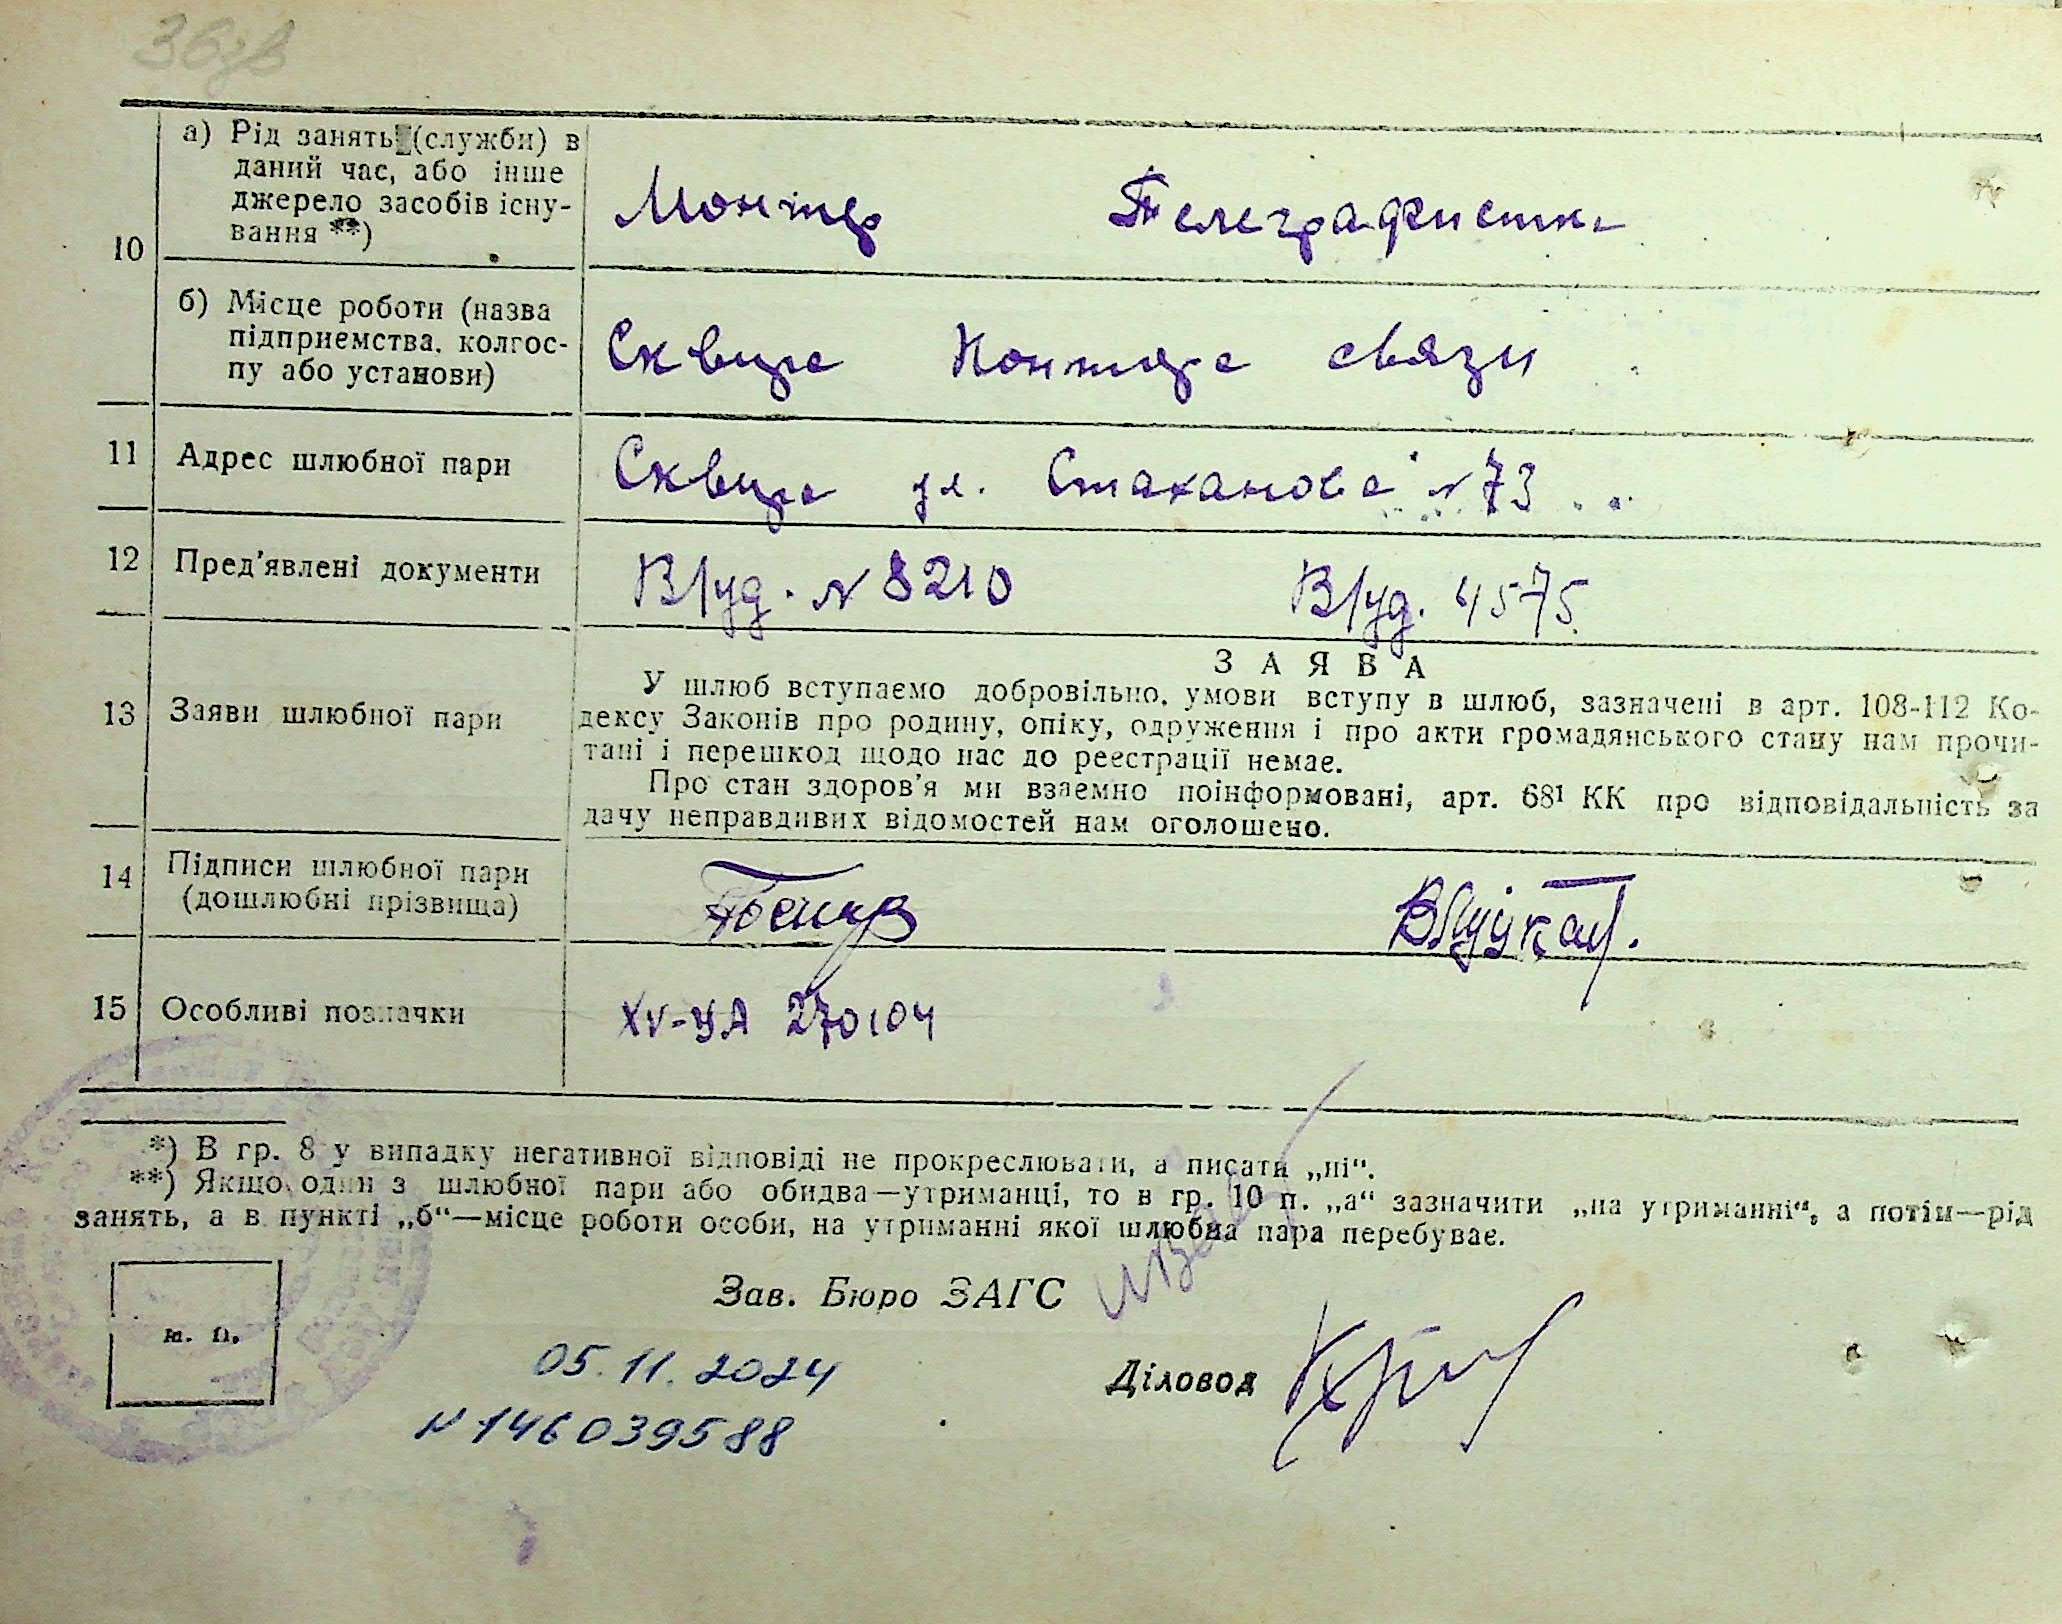 10
а) Рід занять (служби) в
даний час, або інше
джерело засобів існу-
вання **)
Монтер Телеграфистка
б) Місце роботи (назва
підприємства, колгос-
пу або установи)
Сквира Контора связи
11 Адрес шлюбної пари
Сквира ул. Стаханова N 73
12 Пред'явлені документи
В/уд. N 8210 В/уд. 4575
13 Заяви шлюбної пари
ЗАЯВА
У шлюб вступаємо добровільно, умови вступу в шлюб, зазначені в арт. 108-112 Ко-
дексу Законів про родину, опіку, одруження і про акти громадянського стану нам прочи-
тані і перешкод щодо нас до реєстрації немає.
Про стан здоров'я ми взаємно поінформовані, арт. 68¹ КК про відповідальність за
дачу неправдивих відомостей нам оголошено.
14 Підписи шлюбної пари
(дошлюбні прізвища)
15 Особливі позначки
XV-УА 270104
*) В гр. 8 у випадку негативної відповіді не прокреслювати, а писати „ні“.
**) Якщо один з шлюбної пари або обидва—утриманці, то в гр. 10 п. „а“ зазначити „на утриманні“, а потім—рід
занять, а в пункті „б“—місце роботи особи, на утриманні якої шлюбна пара перебуває.
Зав. Бюро ЗАГС
м. п.
05.11.2024
Діловод
N 146039588